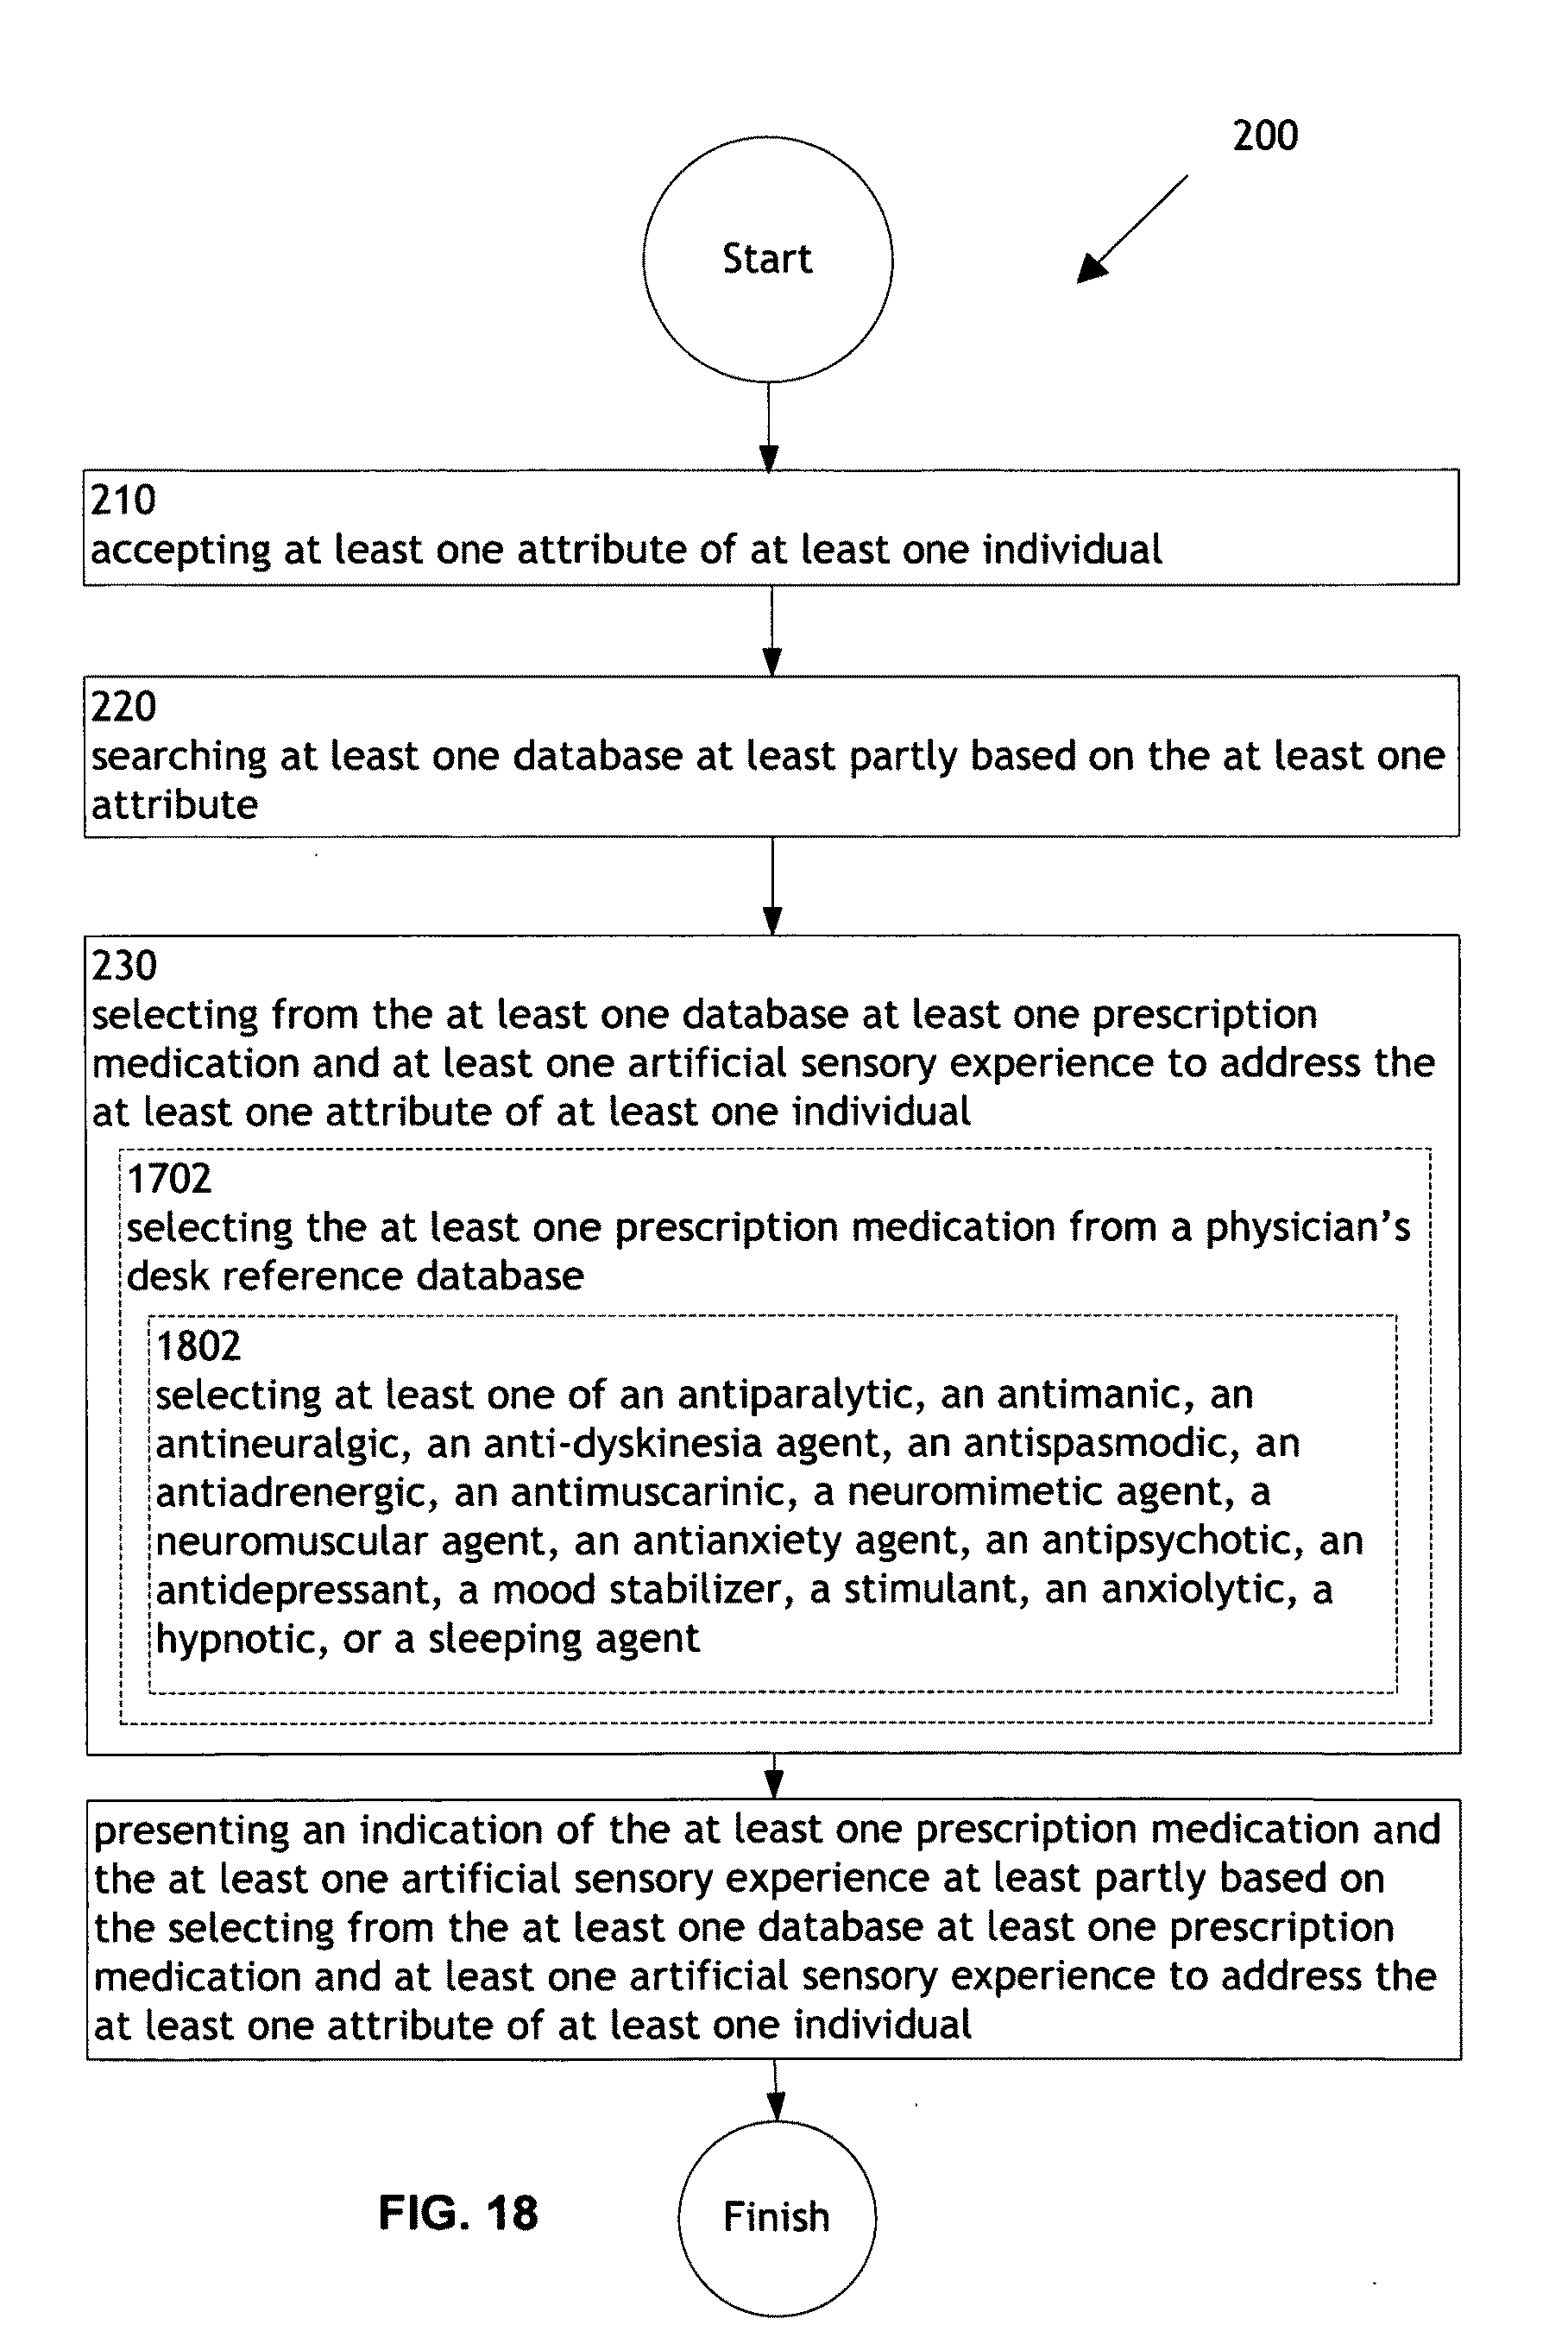 200
Start
210
accepting at least one attribute of at least one individual
220
searching at least one database at least partly based on the at least one
attribute
230
selecting from the at least one database at least one prescription
medication and at least one artificial sensory experience to address the
at least one attribute of at least one individual
1702
selecting the at least one prescription medication from a physician's
desk reference database
1802
selecting at least one of an antiparalytic, an antimanic, an
antineuralgic, an anti-dyskinesia agent, an antispasmodic, an
antiadrenergic, an antimuscarinic, a neuromimetic agent, a
neuromuscular agent, an antianxiety agent, an antipsychotic, an
antidepressant, a mood stabilizer, a stimulant, an anxiolytic, a
hypnotic, or a sleeping agent
presenting an indication of the at least one prescription medication and
the at least one artificial sensory experience at least partly based on
the selecting from the at least one database at least one prescription
medication and at least one artificial sensory experience to address the
at least one attribute of at least one individual
FIG. 18
Finish